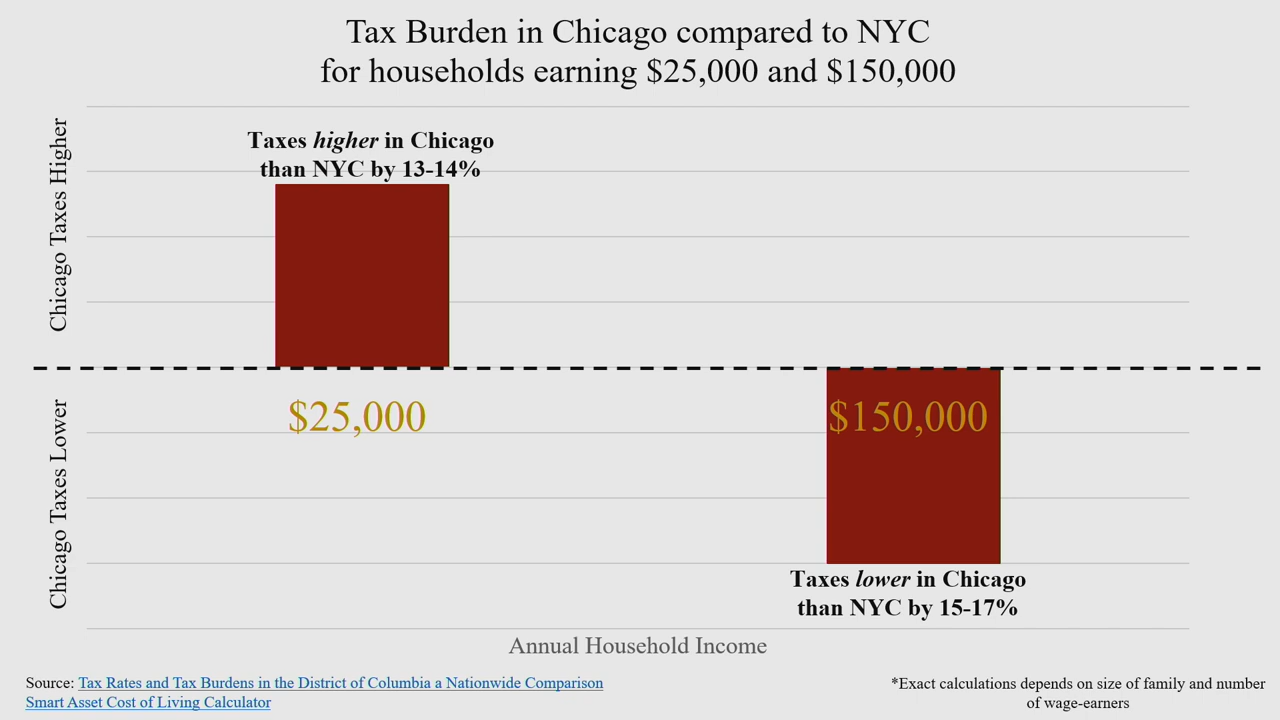 Tax Burden in Chicago compared to NYC
for households earning $25,000 and $150,000
Chicago Taxes Higher
Taxes higher in Chicago
than NYC by 13-14%
$25,000
$150,000
Chicago Taxes Lower
Taxes lower in Chicago
than NYC by 15-17%
Annual Household Income
Source: Tax Rates and Tax Burdens in the District of Columbia a Nationwide Comparison
Smart Asset Cost of Living Calculator
*Exact calculations depends on size of family and number
of wage-earners